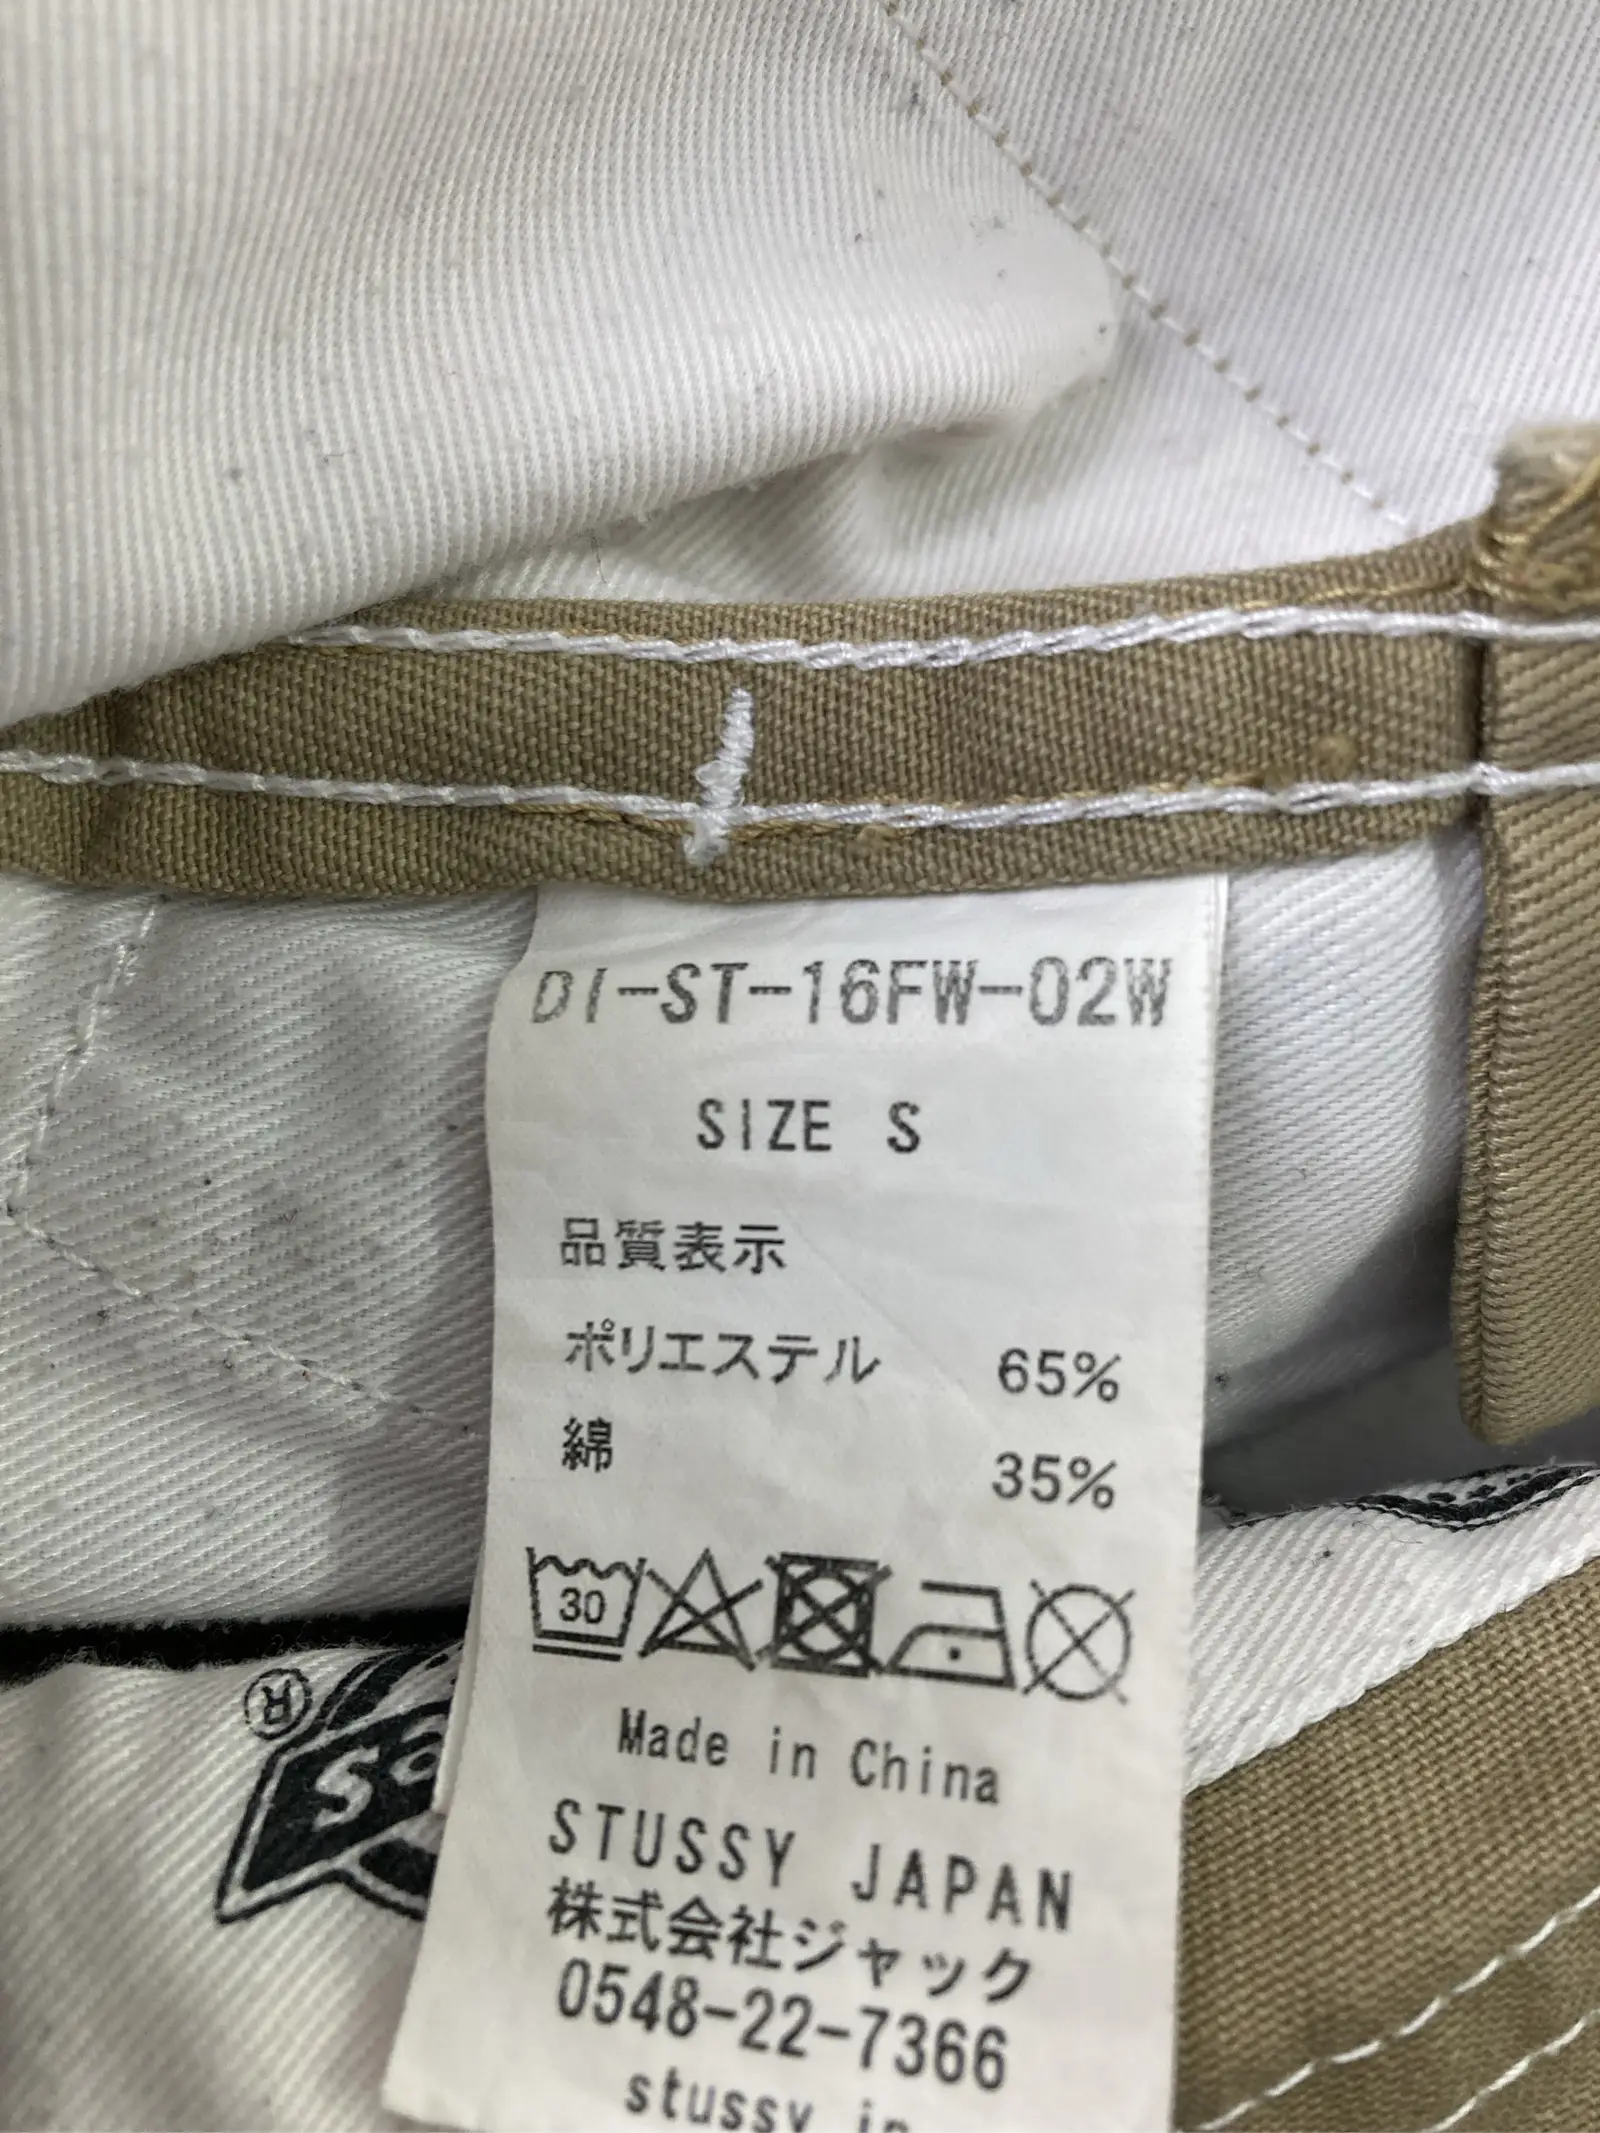 DI-ST-16FW-02W
SIZE S
品質表示
ポリエステル 65%
綿 35%
30
Made in China
STUSSY JAPAN
株式会社ジャック
0548-22-7366
stussy
®